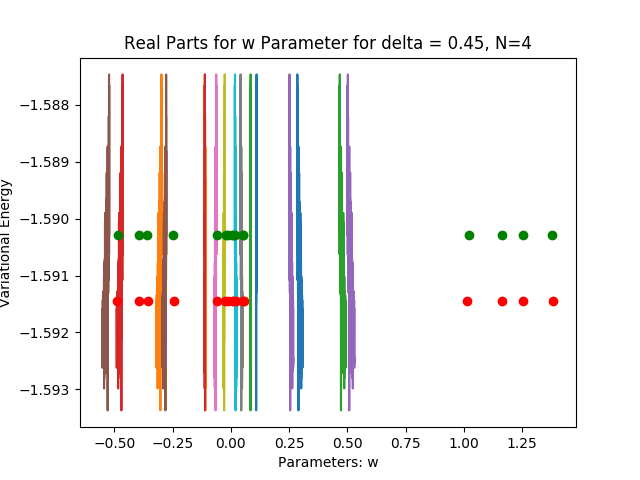 Real Parts for w Parameter for delta = 0.45, N=4
Variational Energy
−1.588
−1.589
−1.590
−1.591
−1.592
−1.593
−0.50 −0.25 0.00 0.25 0.50 0.75 1.00 1.25
Parameters: w